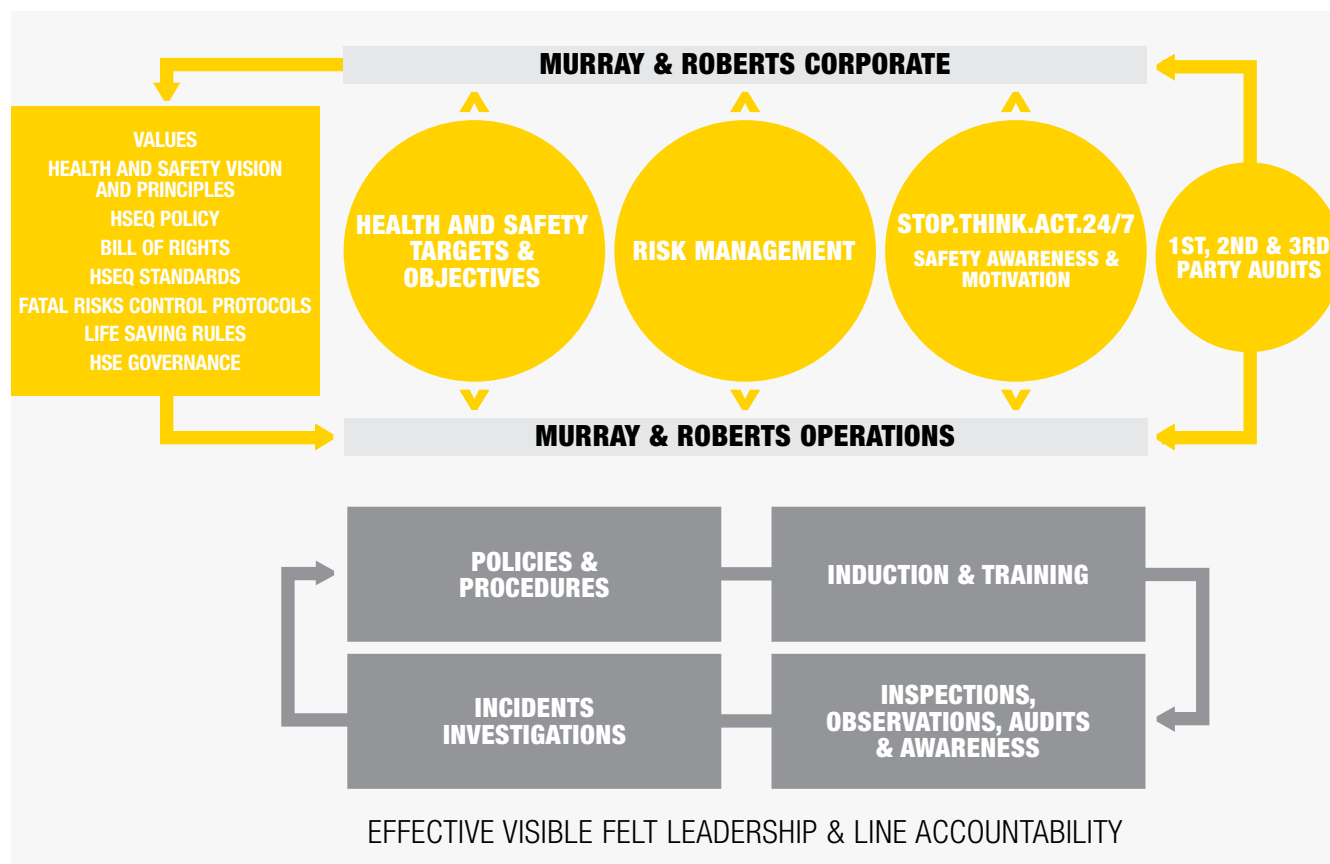 MURRAY & ROBERTS CORPORATE
VALUES
HEALTH AND SAFETY VISION
AND PRINCIPLES
HSEQ POLICY
BILL OF RIGHTS
HSEQ STANDARDS
FATAL RISKS CONTROL PROTOCOLS
LIFE SAVING RULES
HSE GOVERNANCE
HEALTH AND SAFETY
TARGETS &
OBJECTIVES
RISK MANAGEMENT
STOP.THINK.ACT.24/7
SAFETY AWARENESS &
MOTIVATION
1ST, 2ND & 3RD
PARTY AUDITS
MURRAY & ROBERTS OPERATIONS
POLICIES &
PROCEDURES
INDUCTION & TRAINING
INCIDENTS
INVESTIGATIONS
INSPECTIONS,
OBSERVATIONS, AUDITS
& AWARENESS
EFFECTIVE VISIBLE FELT LEADERSHIP & LINE ACCOUNTABILITY